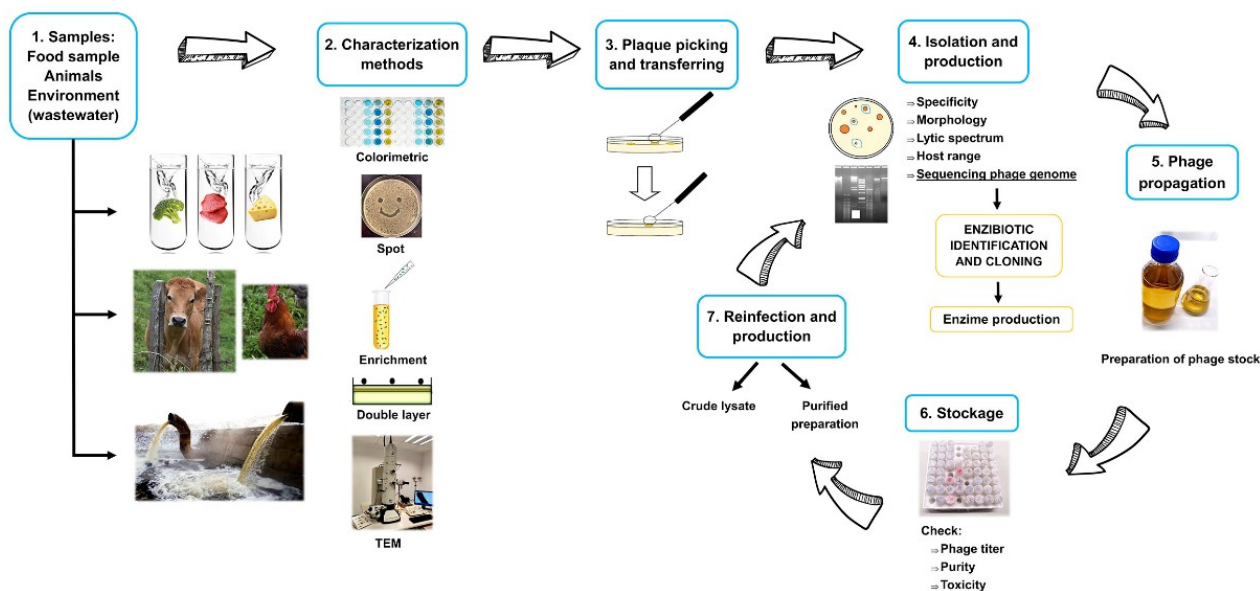 1. Samples:
Food sample
Animals
Environment
(wastewater)
2. Characterization
methods
Colorimetric
Spot
Enrichment
Double layer
TEM
3. Plaque picking
and transferring
4. Isolation and
production
⇒ Specificity
⇒ Morphology
⇒ Lytic spectrum
⇒ Host range
⇒ Sequencing phage genome
ENZIBIOTIC
IDENTIFICATION
AND CLONING
Enzime production
5. Phage
propagation
Preparation of phage stock
6. Stockage
Check:
⇒ Phage titer
⇒ Purity
⇒ Toxicity
7. Reinfection and
production
Crude lysate
Purified
preparation